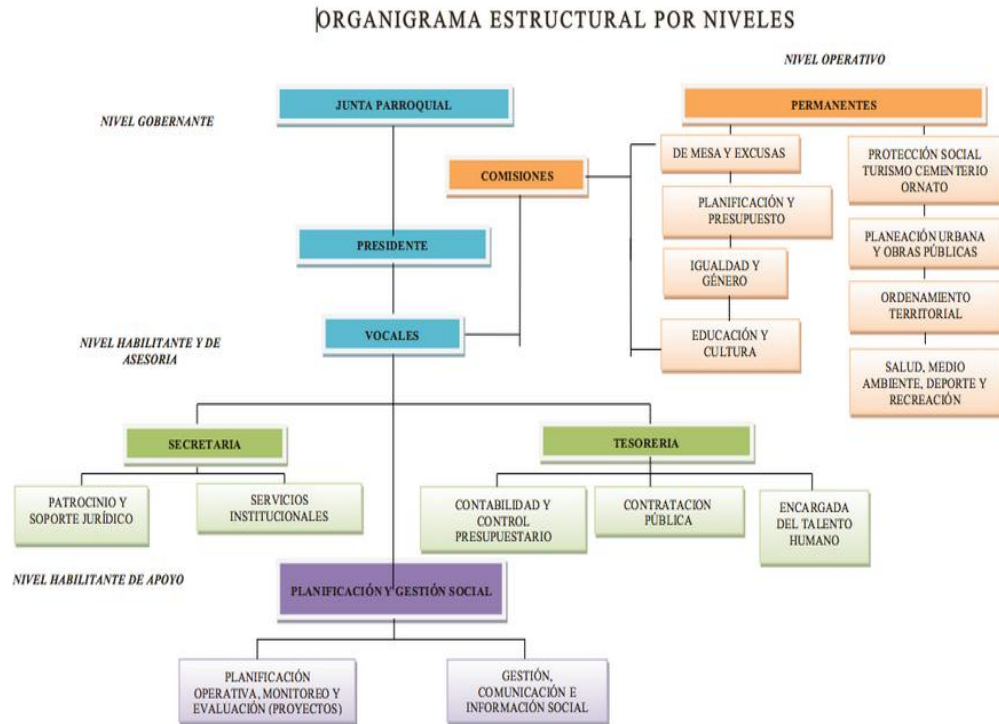 ORGANIGRAMA ESTRUCTURAL POR NIVELES
NIVEL OPERATIVO
NIVEL GOBERNANTE
JUNTA PARROQUIAL
PERMANENTES
COMISIONES
DE MESA Y EXCUSAS
PLANIFICACIÓN Y
PRESUPUESTO
IGUALDAD Y
GÉNERO
EDUCACIÓN Y
CULTURA
PROTECCIÓN SOCIAL
TURISMO CEMENTERIO
ORNATO
PLANEACIÓN URBANA
Y OBRAS PÚBLICAS
ORDENAMIENTO
TERRITORIAL
SALUD, MEDIO
AMBIENTE, DEPORTE Y
RECREACIÓN
PRESIDENTE
NIVEL HABILITANTE Y DE
ASESORIA
VOCALES
SECRETARIA
TESORERIA
PATROCINIO Y
SOPORTE JURÍDICO
SERVICIOS
INSTITUCIONALES
CONTABILIDAD Y
CONTROL
PRESUPUESTARIO
CONTRATACION
PÚBLICA
ENCARGADA
DEL TALENTO
HUMANO
NIVEL HABILITANTE DE APOYO
PLANIFICACIÓN Y GESTIÓN SOCIAL
PLANIFICACIÓN
OPERATIVA, MONITOREO Y
EVALUACIÓN (PROYECTOS)
GESTIÓN,
COMUNICACIÓN E
INFORMACIÓN SOCIAL